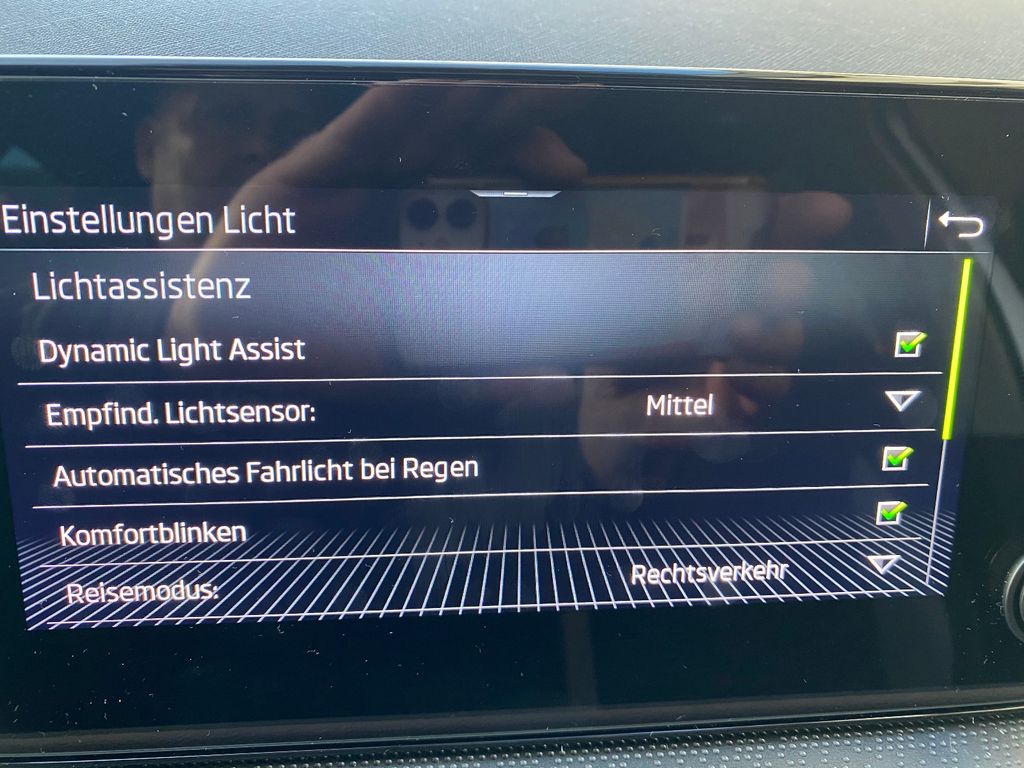 Einstellungen Licht
Lichtassistenz
Dynamic Light Assist
Empfind. Lichtsensor: Mittel
Automatisches Fahrlicht bei Regen
Komfortblinken
Reisemodus: Rechtsverkehr